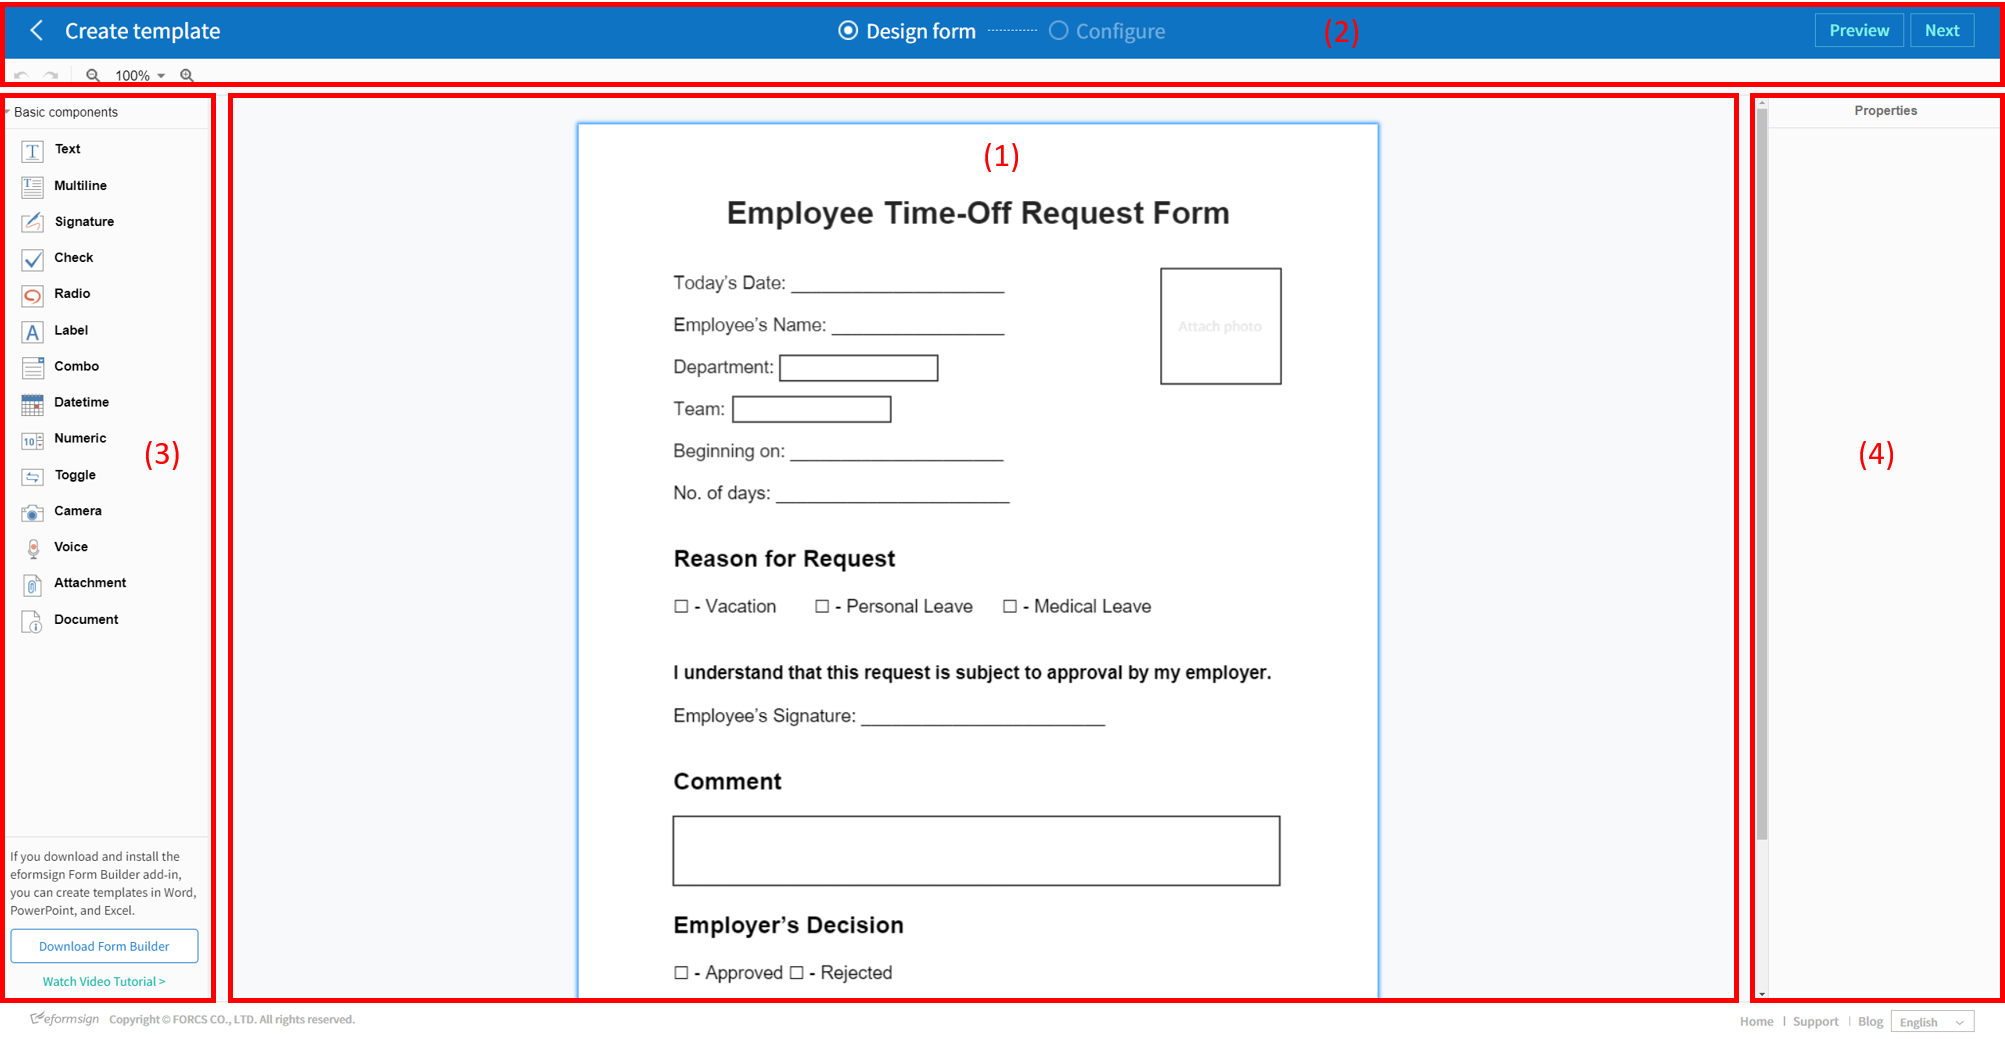 Create template
Design form
Configure
(2)
Preview
Next
100%
Basic components
Text
Multiline
Signature
Check
Radio
Label
Combo
Datetime
Numeric
Toggle
Camera
Voice
Attachment
Document
(3)
If you download and install the
eformsign Form Builder add-in,
you can create templates in Word,
PowerPoint, and Excel.
Download Form Builder
Watch Video Tutorial >
(1)
Employee Time-Off Request Form
Today's Date: ____________________
Attach photo
Employee's Name: ________________
Department:
Team:
Beginning on: ____________________
No. of days: ______________________
Reason for Request
☐ - Vacation ☐ - Personal Leave ☐ - Medical Leave
I understand that this request is subject to approval by my employer.
Employee's Signature: _______________________
Comment
Employer's Decision
☐ - Approved ☐ - Rejected
Properties
(4)
eformsign Copyright © FORCS CO., LTD. All rights reserved.
Home | Support | Blog English